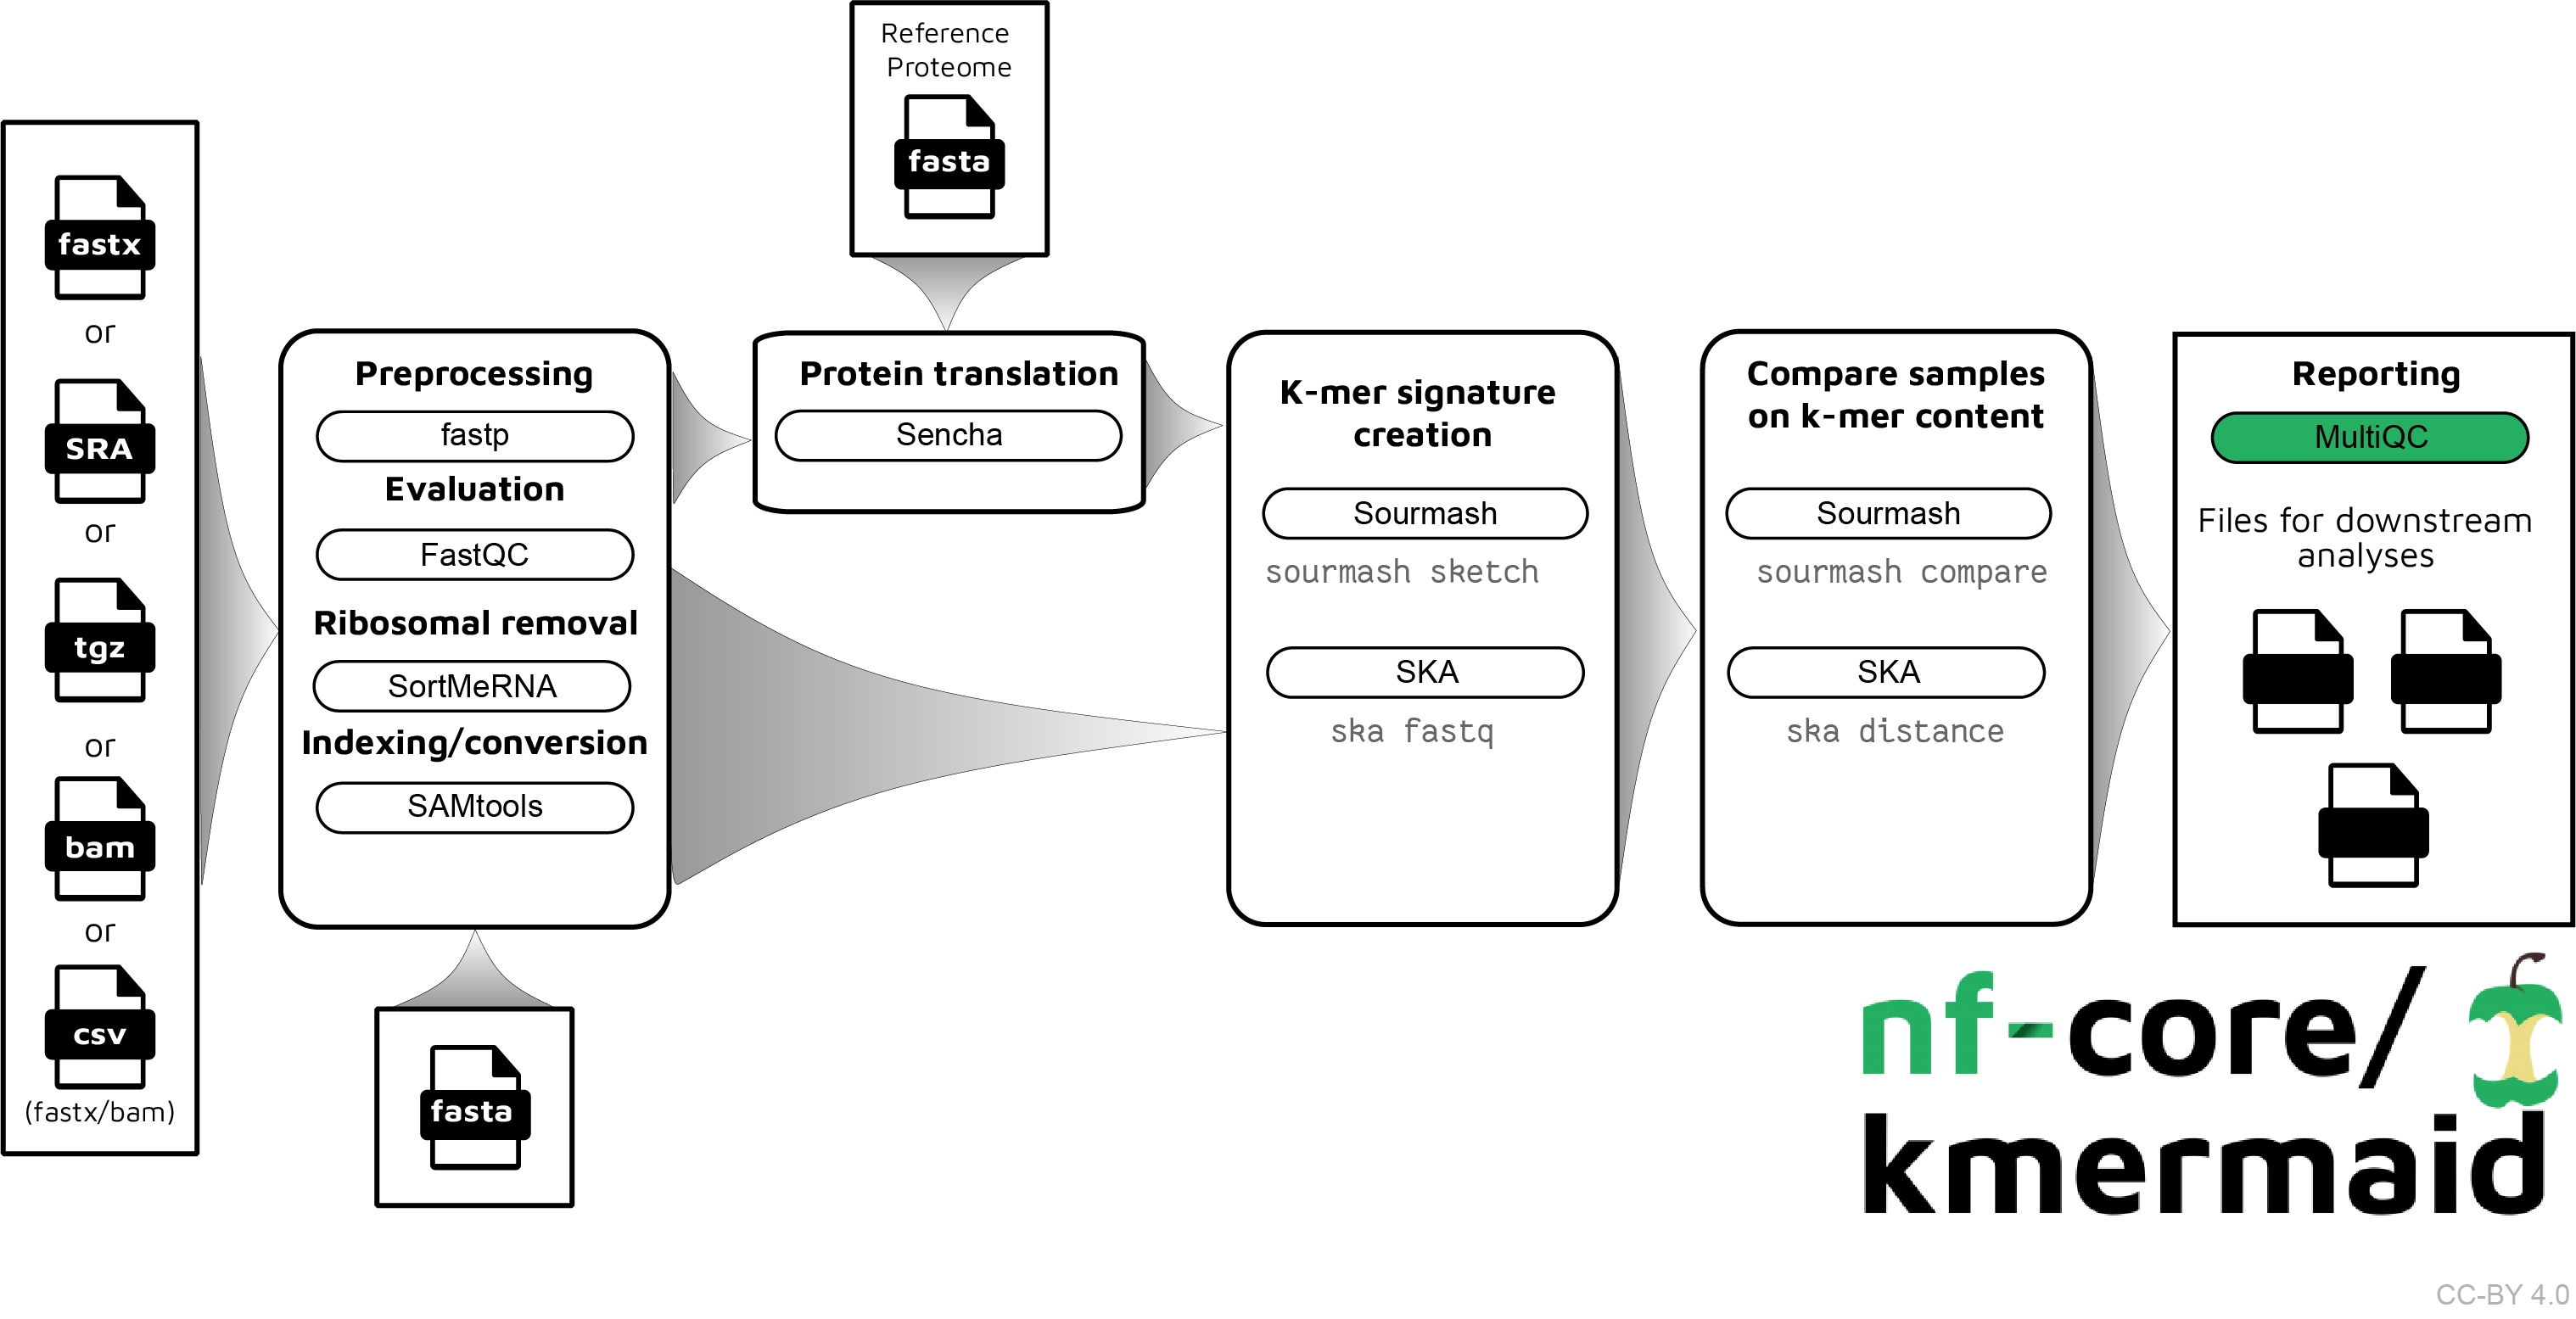 fastx
or
SRA
or
tgz
or
bam
or
csv
(fastx/bam)
Preprocessing
fastp
Evaluation
FastQC
Ribosomal removal
SortMeRNA
Indexing/conversion
SAMtools
fasta
Reference
Proteome
fasta
Protein translation
Sencha
K-mer signature
creation
Sourmash
sourmash sketch
SKA
ska fastq
Compare samples
on k-mer content
Sourmash
sourmash compare
SKA
ska distance
Reporting
MultiQC
Files for downstream
analyses
nf-core/
kmermaid
CC-BY 4.0